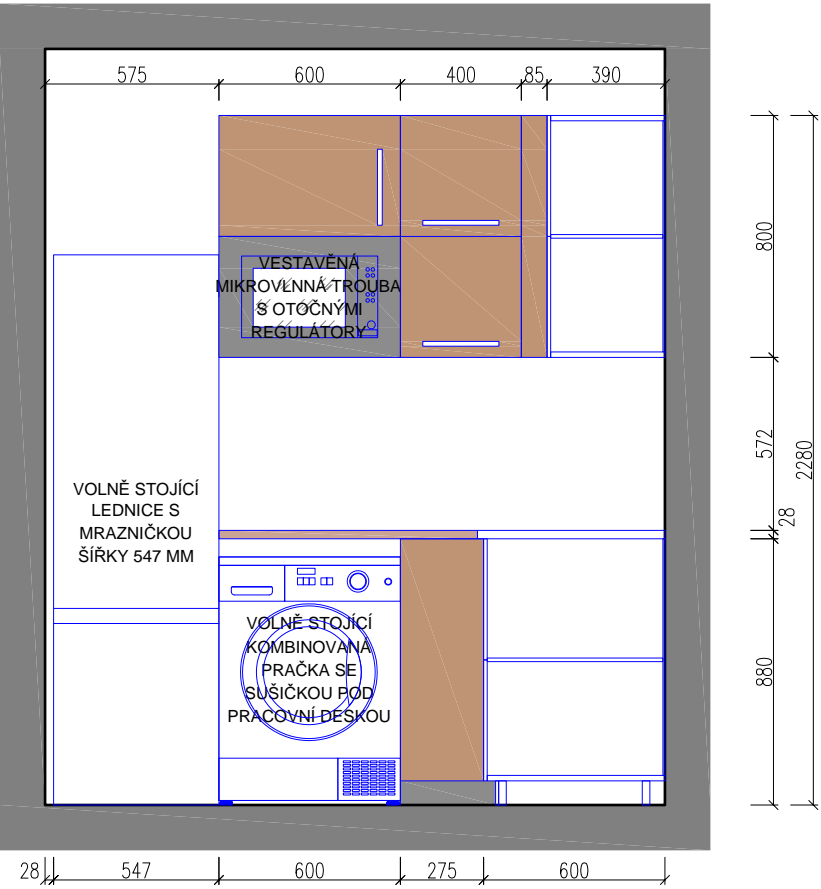 575 600 400 85 390
VESTAVĚNÁ
MIKROVLNNÁ TROUBA
S OTOČNÝMI
REGULÁTORY
800
572
2280
28
880
VOLNĚ STOJÍCÍ
LEDNICE S
MRAZNIČKOU
ŠÍŘKY 547 MM
VOLNĚ STOJÍCÍ
KOMBINOVANÁ
PRAČKA SE
SUŠIČKOU POD
PRACOVNÍ DESKOU
28 547 600 275 600